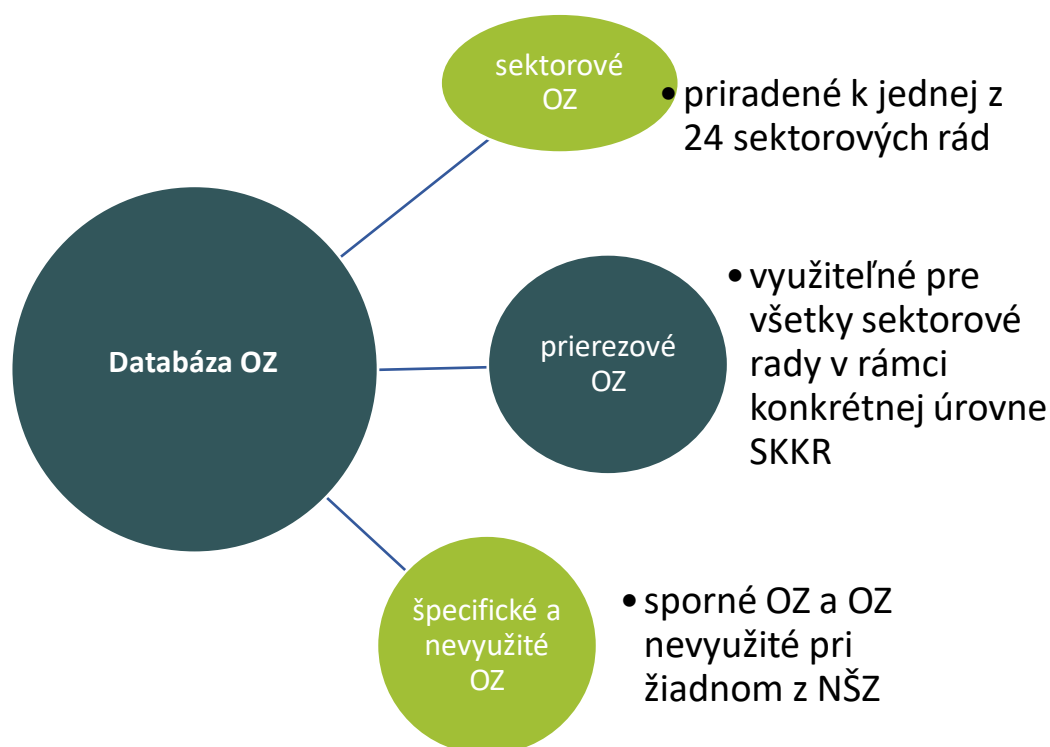 sektorové
OZ
• priradené k jednej z
24 sektorových rád
Databáza OZ
prierezové
OZ
• využiteľné pre
všetky sektorové
rady v rámci
konkrétnej úrovne
SKKR
špecifické a
nevyužité
OZ
• sporné OZ a OZ
nevyužité pri
žiadnom z NŠZ